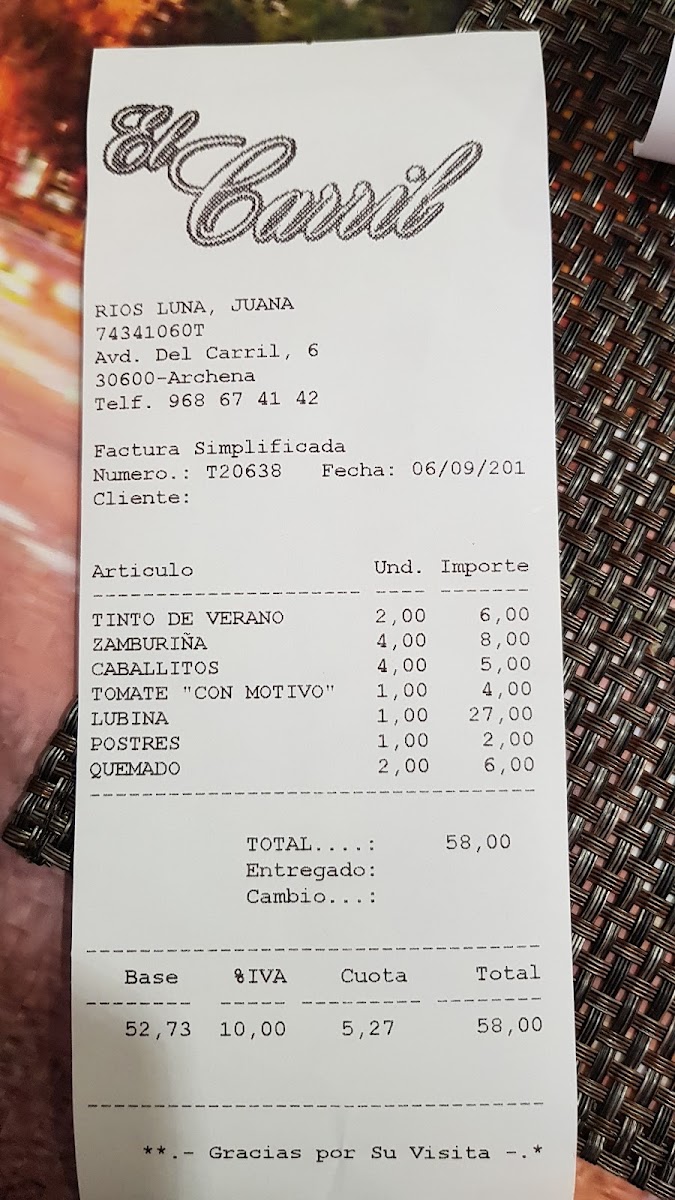 El Carril
RIOS LUNA, JUANA
74341060T
Avd. Del Carril, 6
30600-Archena
Telf. 968 67 41 42
Factura Simplificada
Numero.: T20638 Fecha: 06/09/201
Cliente:
Articulo Und. Importe
TINTO DE VERANO 2,00 6,00
ZAMBURIÑA 4,00 8,00
CABALLITOS 4,00 5,00
TOMATE "CON MOTIVO" 1,00 4,00
LUBINA 1,00 27,00
POSTRES 1,00 2,00
QUEMADO 2,00 6,00
TOTAL....: 58,00
Entregado:
Cambio...:
Base %IVA Cuota Total
52,73 10,00 5,27 58,00
**.- Gracias por Su Visita -.*